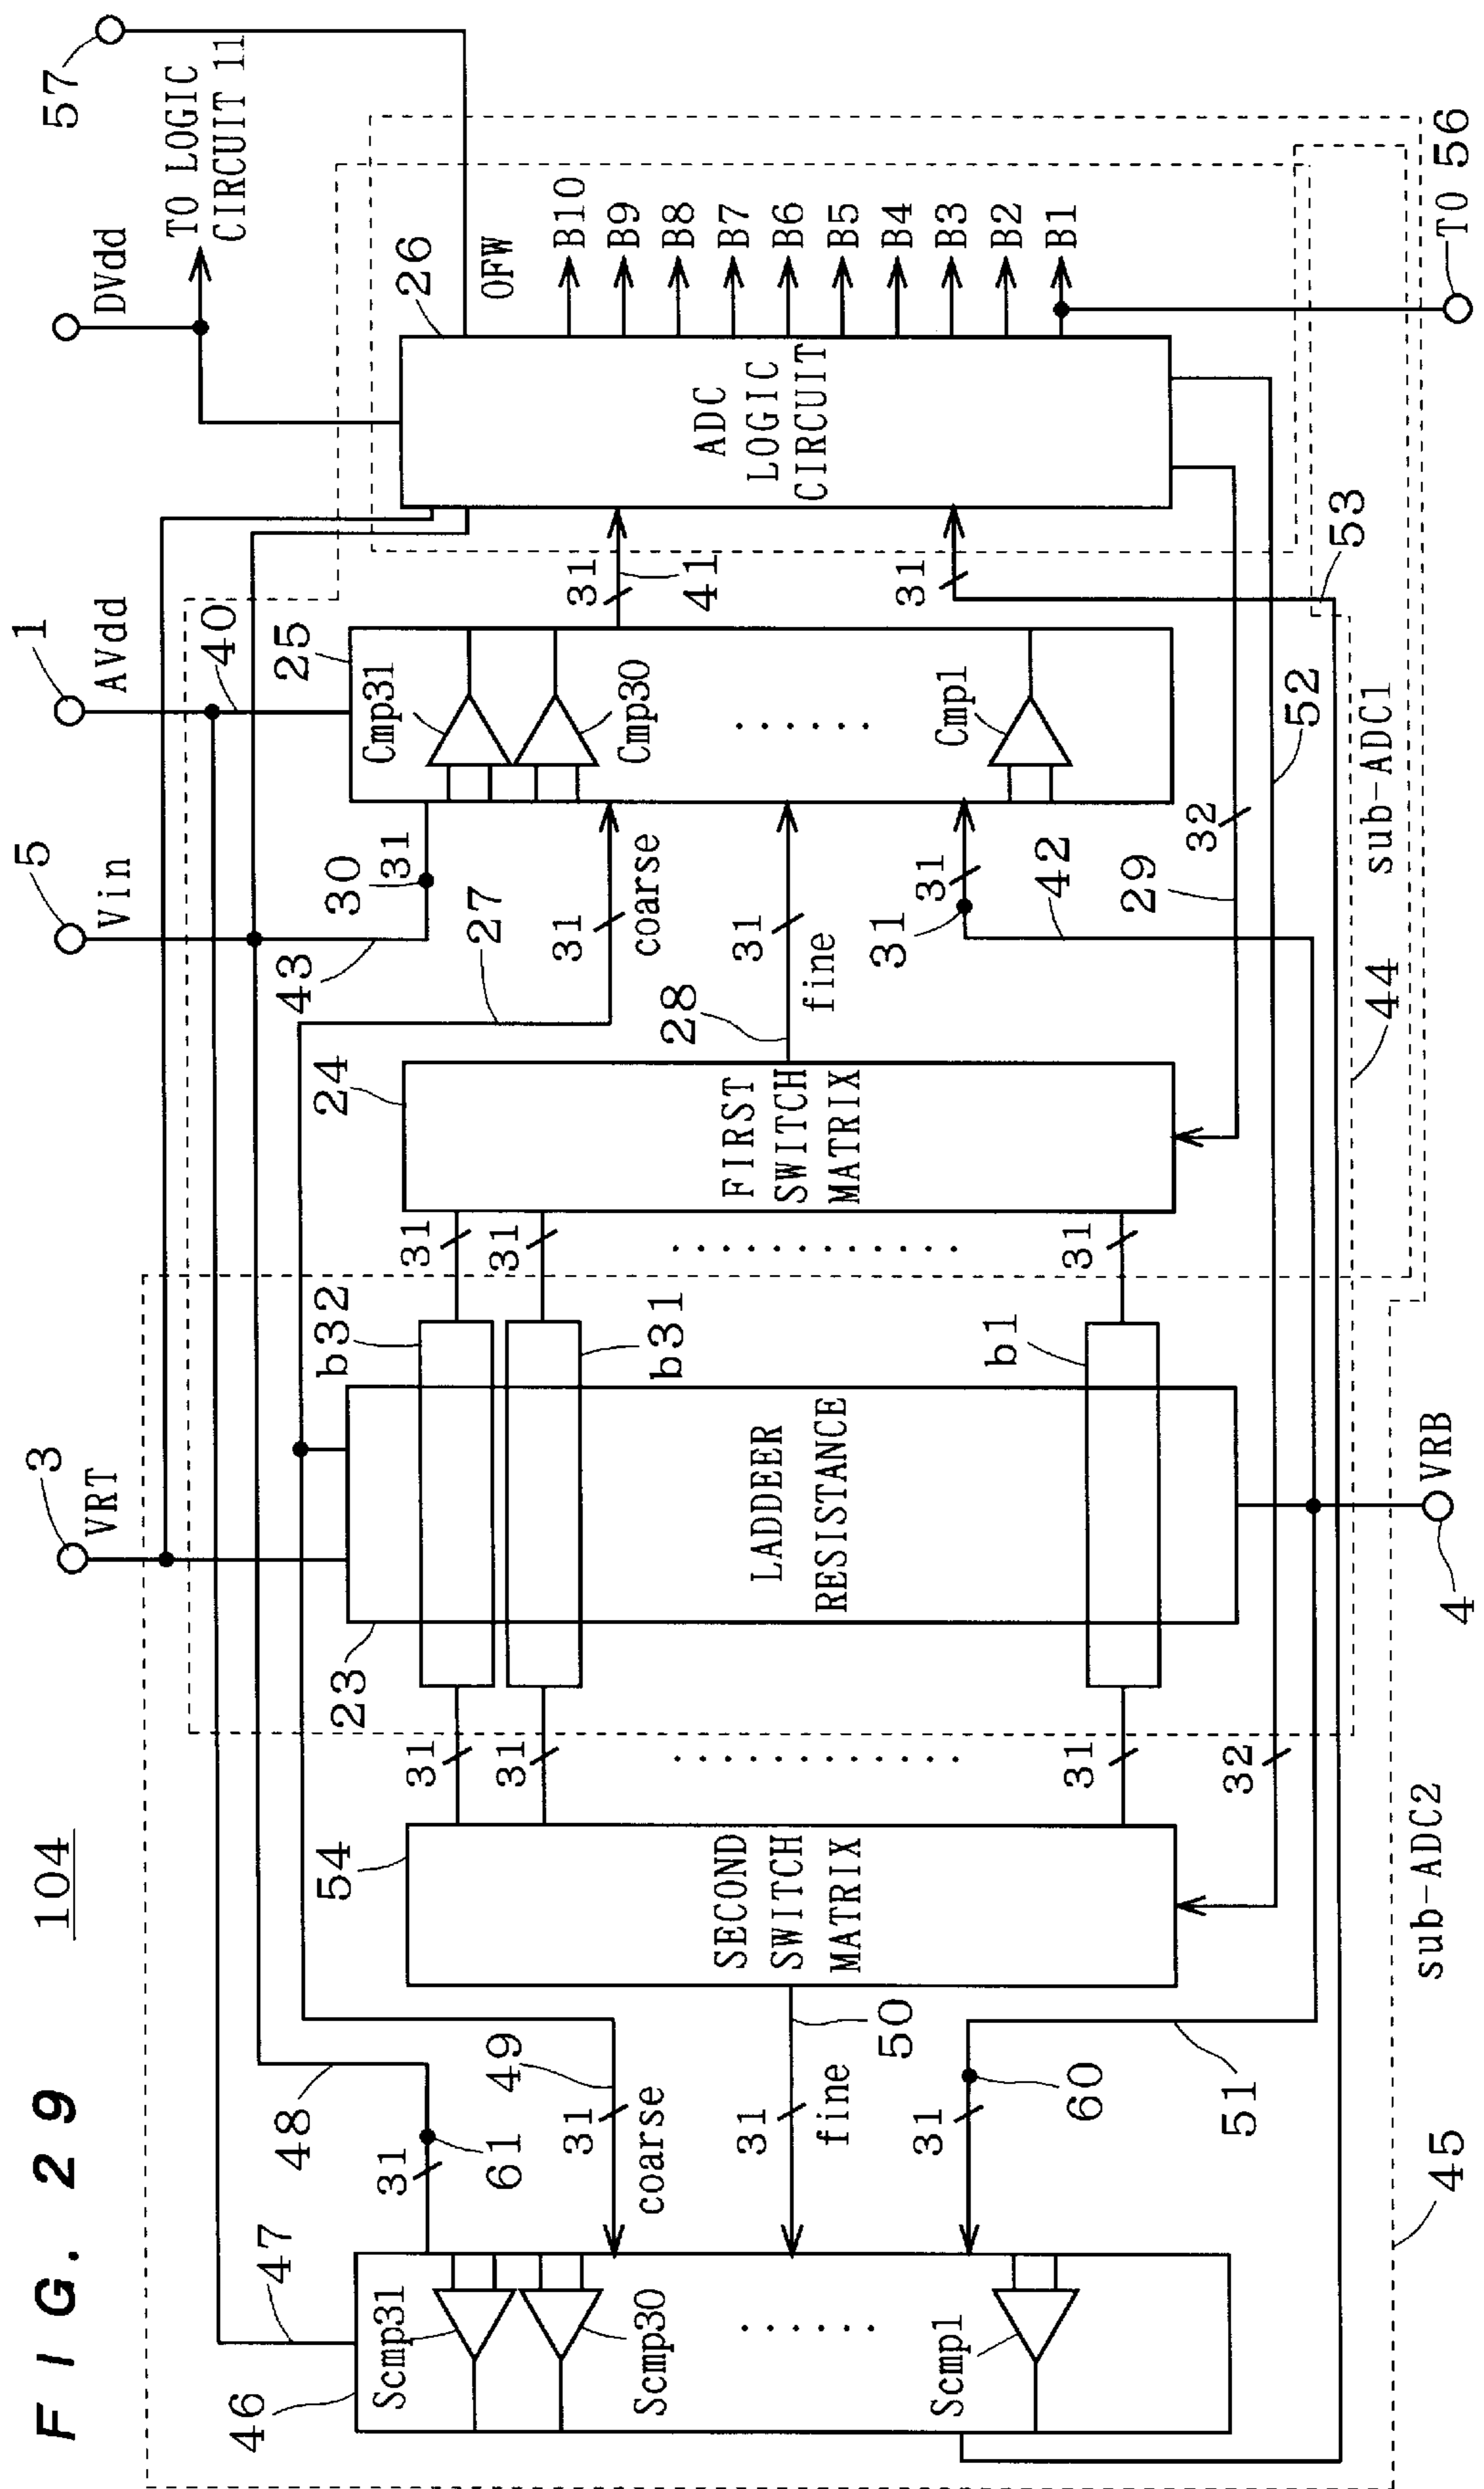 FIG. 29
104
3
VRT
5
Vin
1
AVdd
DVdd
TO LOGIC
CIRCUIT 11
57
47
48
43
40
46
Scmp31
31
61
Scmp30
Scmp1
49
31
coarse
50
31
fine
31
60
51
54
SECOND
SWITCH
MATRIX
31
31
31
32
23
b32
b31
b1
LADDEER
RESISTANCE
31
31
31
24
FIRST
SWITCH
MATRIX
27
31
coarse
28
31
fine
30
31
31
31
42
29
32
25
Cmp31
Cmp30
Cmp1
31
41
31
26
ADC
LOGIC
CIRCUIT
OFW
B10
B9
B8
B7
B6
B5
B4
B3
B2
B1
52
53
TO 56
sub-ADC1
44
4
VRB
sub-ADC2
45